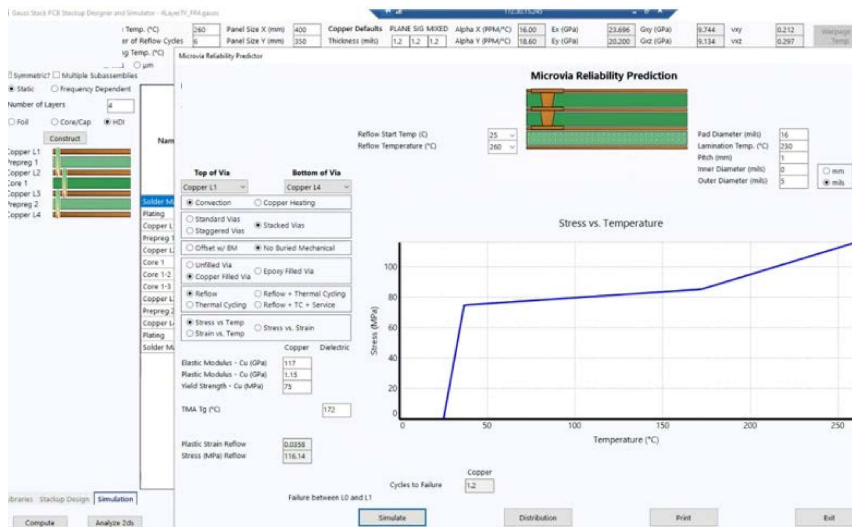 Gauss Stack PCB Stackup Designer and Simulator - 4LayerTV_FR4.gauss
Temp. (°C) 260 Panel Size X (mm) 400 Copper Defaults PLANE SIG MIXED Alpha X (PPM/°C) 16.00 Ex (GPa) 23.696 Gxy (GPa) 9.744 vxy 0.212 Warpage
er of Reflow Cycles 6 Panel Size Y (mm) 350 Thickness (mils) 1.2 1.2 1.2 Alpha Y (PPM/°C) 18.60 Ey (GPa) 20.200 Gxz (GPa) 9.134 vxz 0.297 Temp
ng Temp. (°C)
µm
Symmetric? Multiple Subassemblies
Static Frequency Dependent
Number of Layers 4
Foil Core/Cap HDI
Construct
Copper L1
Prepreg 1
Copper L2
Core 1
Copper L3
Prepreg 2
Copper L4
Nam
Solder M
Plating
Copper L
Prepreg 1
Copper L
Core 1
Core 1-2
Core 1-3
Copper L
Prepreg 2
Copper L
Plating
Solder M
Microvia Reliability Predictor
Microvia Reliability Prediction
Reflow Start Temp (C) 25
Reflow Temperature (°C) 260
Pad Diameter (mils) 16
Lamination Temp. (°C) 230
Pitch (mm) 1
Inner Diameter (mils) 0
Outer Diameter (mils) 5
mm
mils
Top of Via Bottom of Via
Copper L1 Copper L4
Convection Copper Heating
Standard Vias
Staggered Vias
Stacked Vias
Offset w/ BM No Buried Mechanical
Unfilled Via
Copper Filled Via
Epoxy Filled Via
Reflow Reflow + Thermal Cycling
Thermal Cycling Reflow + TC + Service
Stress vs Temp
Strain vs. Temp
Stress vs. Strain
Copper Dielectric
Elastic Modulus - Cu (GPa) 117
Plastic Modulus - Cu (GPa) 1.15
Yield Strength - Cu (MPa) 75
TMA Tg (°C) 172
Plastic Strain Reflow 0.0358
Stress (MPa) Reflow 116.14
Stress vs. Temperature
Stress (MPa)
100
80
60
40
20
0
0 50 100 150 200 250
Temperature (°C)
Copper
Cycles to Failure 1.2
Failure between L0 and L1
Simulate Distribution Print Exit
ibraries Stackup Design Simulation
Compute Analyze 2ds